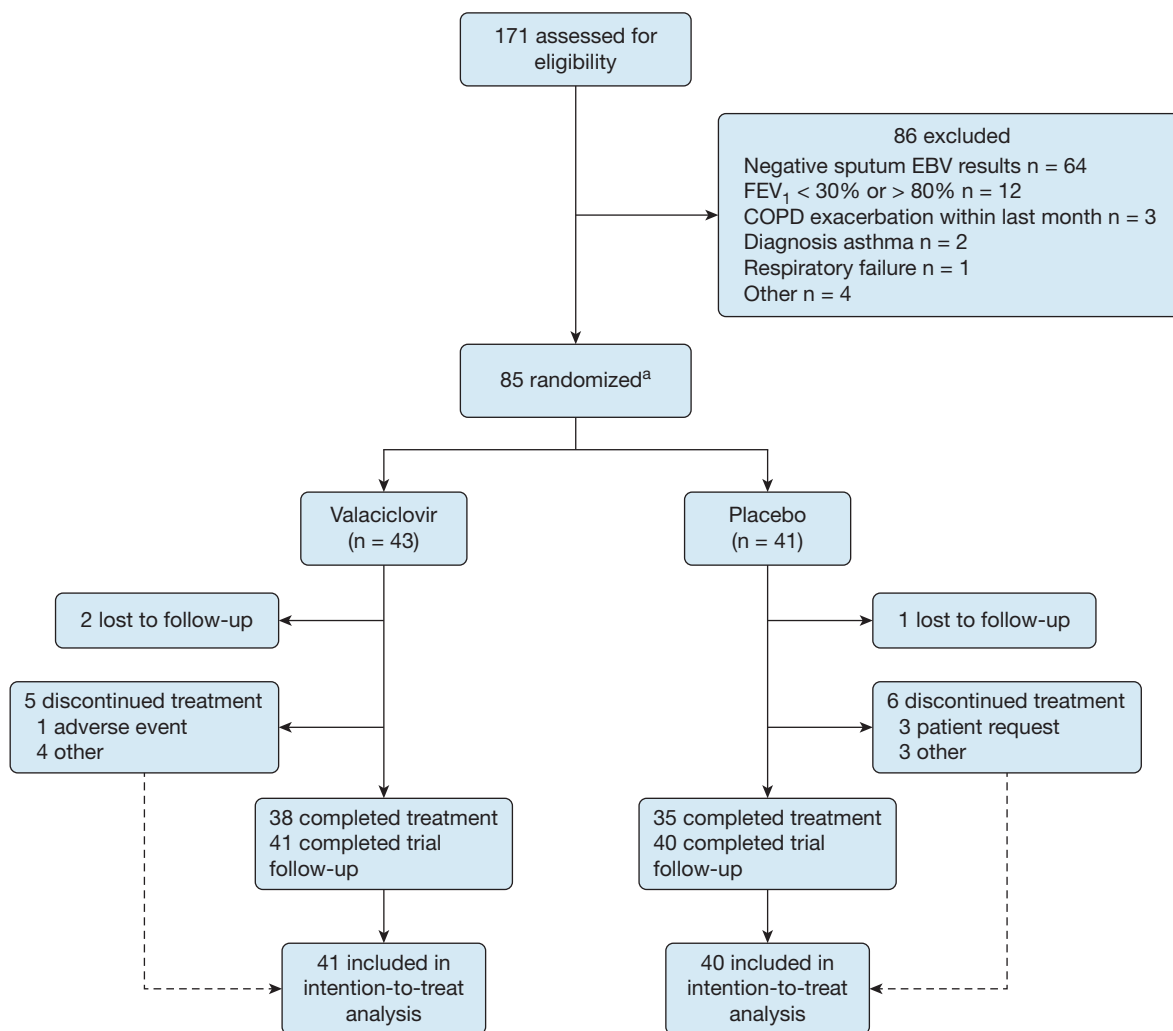 171 assessed for
eligibility
86 excluded
Negative sputum EBV results n = 64
FEV₁ < 30% or > 80% n = 12
COPD exacerbation within last month n = 3
Diagnosis asthma n = 2
Respiratory failure n = 1
Other n = 4
85 randomizedᵃ
Valaciclovir
(n = 43)
Placebo
(n = 41)
2 lost to follow-up
1 lost to follow-up
5 discontinued treatment
1 adverse event
4 other
6 discontinued treatment
3 patient request
3 other
38 completed treatment
41 completed trial
follow-up
35 completed treatment
40 completed trial
follow-up
41 included in
intention-to-treat
analysis
40 included in
intention-to-treat
analysis